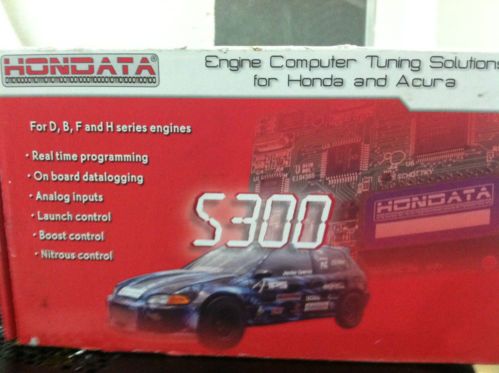 HONDATA®
Engine Computer Tuning Solutions
for Honda and Acura
For D, B, F and H series engines
· Real time programming
· On board datalogging
· Analog inputs
· Launch control
· Boost control
· Nitrous control
S300
HONDATA